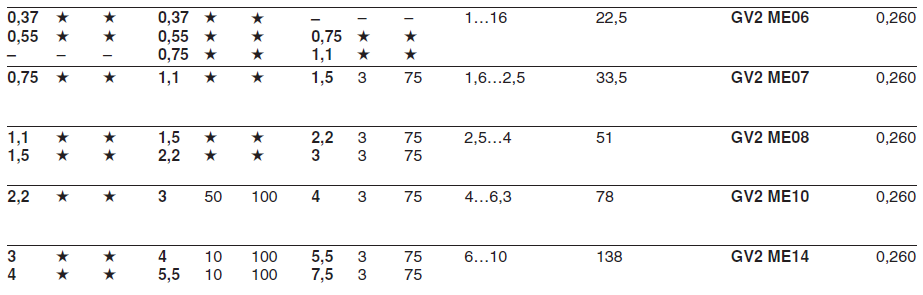 0,37 ★ ★ 0,37 ★ ★ – – – 1…16 22,5 GV2 ME06 0,260
0,55 ★ ★ 0,55 ★ ★ 0,75 ★ ★
– – – 0,75 ★ ★ 1,1 ★ ★
0,75 ★ ★ 1,1 ★ ★ 1,5 3 75 1,6…2,5 33,5 GV2 ME07 0,260
1,1 ★ ★ 1,5 ★ ★ 2,2 3 75 2,5…4 51 GV2 ME08 0,260
1,5 ★ ★ 2,2 ★ ★ 3 3 75
2,2 ★ ★ 3 50 100 4 3 75 4…6,3 78 GV2 ME10 0,260
3 ★ ★ 4 10 100 5,5 3 75 6…10 138 GV2 ME14 0,260
4 ★ ★ 5,5 10 100 7,5 3 75